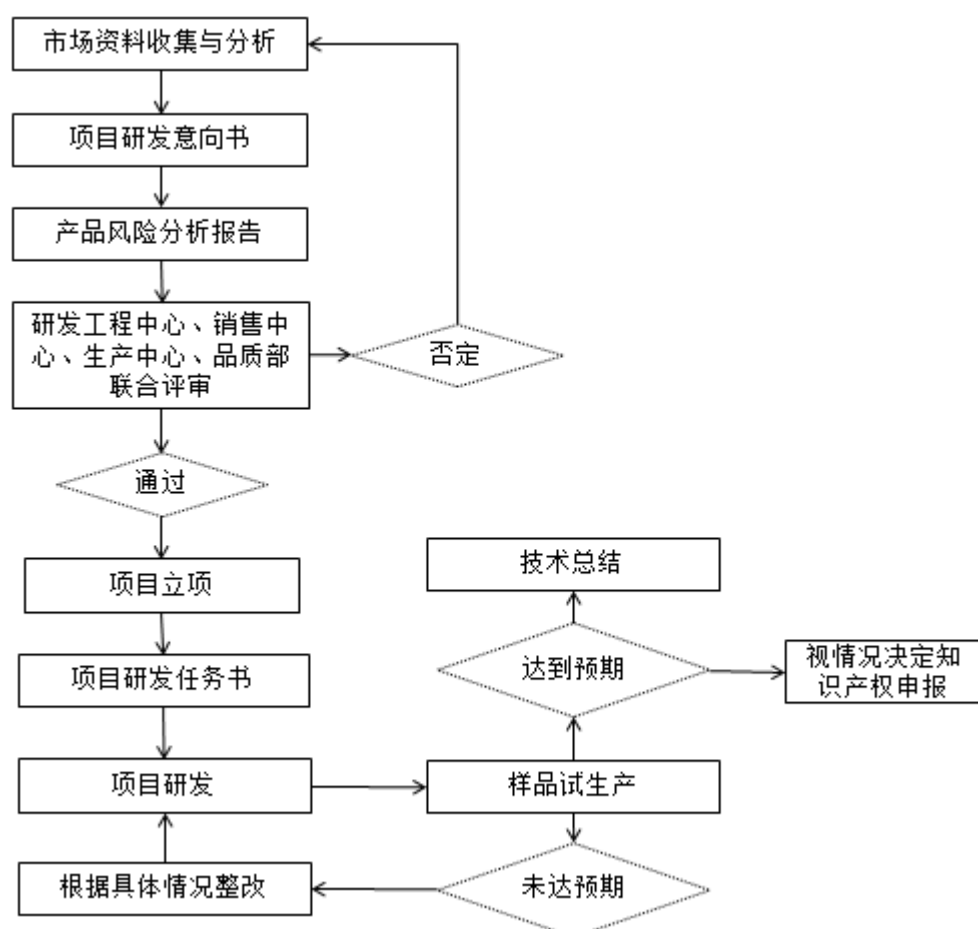 市场资料收集与分析
项目研发意向书
产品风险分析报告
研发工程中心、销售中
心、生产中心、品质部
联合评审
否定
通过
项目立项
项目研发任务书
项目研发
根据具体情况整改
技术总结
达到预期
视情况决定知
识产权申报
样品试生产
未达预期